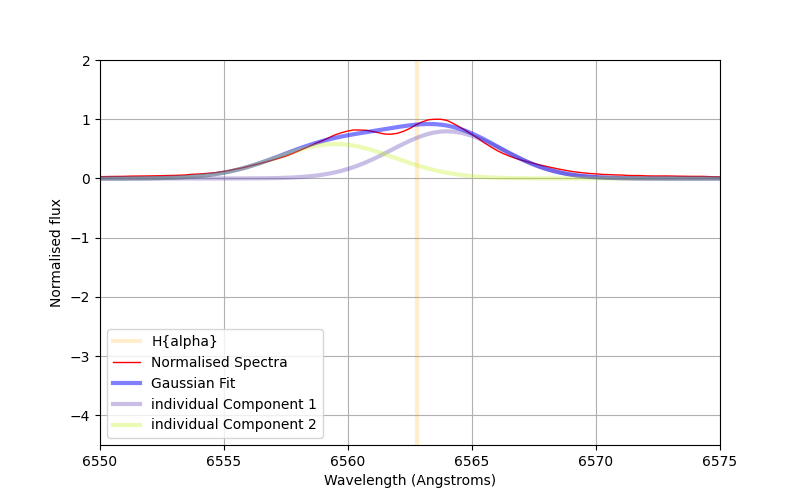 2
1
0
−1
−2
−3
−4
Normalised flux
H{alpha}
Normalised Spectra
Gaussian Fit
individual Component 1
individual Component 2
6550 6555 6560 6565 6570 6575
Wavelength (Angstroms)